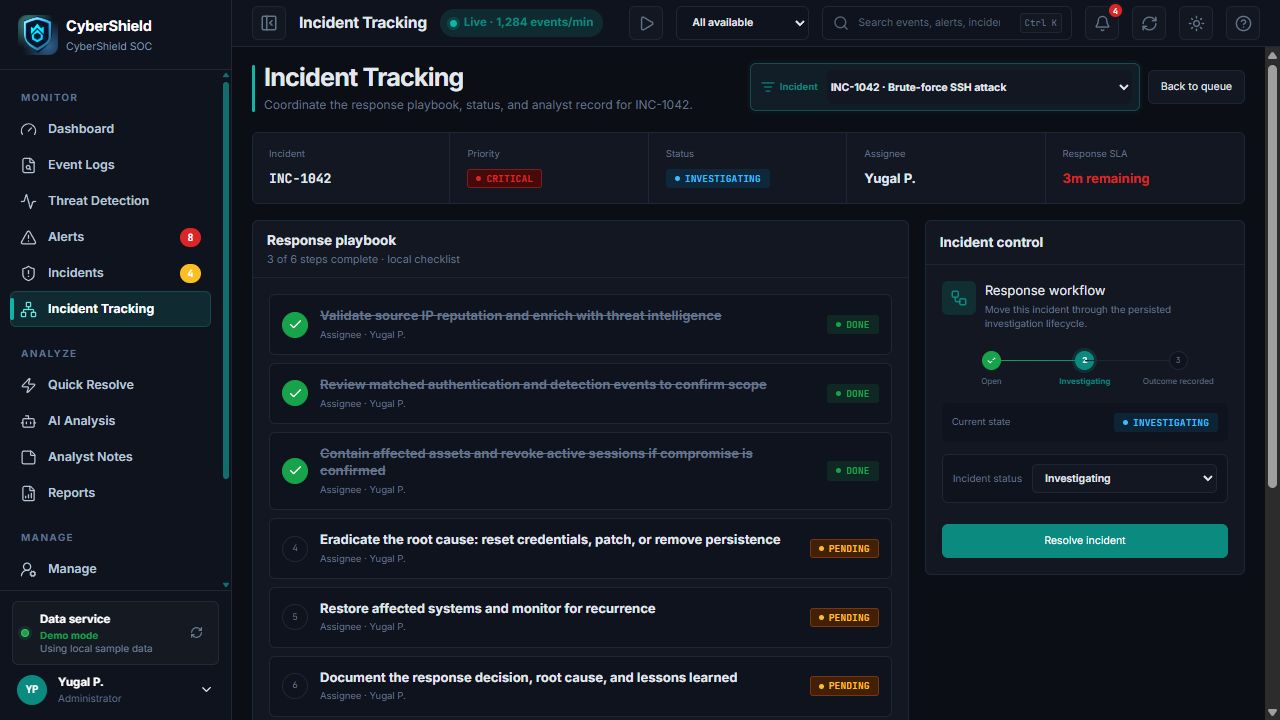 CyberShield
CyberShield SOC
MONITOR
Dashboard
Event Logs
Threat Detection
Alerts 8
Incidents 4
Incident Tracking
ANALYZE
Quick Resolve
AI Analysis
Analyst Notes
Reports
MANAGE
Manage
Data service
Demo mode
Using local sample data
YP
Yugal P.
Administrator
Incident Tracking
Live · 1,284 events/min
All available
Search events, alerts, inciden
Ctrl K
4
Incident Tracking
Coordinate the response playbook, status, and analyst record for INC-1042.
Incident
INC-1042 · Brute-force SSH attack
Back to queue
Incident
INC-1042
Priority
CRITICAL
Status
INVESTIGATING
Assignee
Yugal P.
Response SLA
3m remaining
Response playbook
3 of 6 steps complete · local checklist
Validate source IP reputation and enrich with threat intelligence
Assignee · Yugal P.
DONE
Review matched authentication and detection events to confirm scope
Assignee · Yugal P.
DONE
Contain affected assets and revoke active sessions if compromise is
confirmed
Assignee · Yugal P.
DONE
4
Eradicate the root cause: reset credentials, patch, or remove persistence
Assignee · Yugal P.
PENDING
5
Restore affected systems and monitor for recurrence
Assignee · Yugal P.
PENDING
6
Document the response decision, root cause, and lessons learned
Assignee · Yugal P.
PENDING
Incident control
Response workflow
Move this incident through the persisted
investigation lifecycle.
2
3
Open
Investigating
Outcome recorded
Current state
INVESTIGATING
Incident status
Investigating
Resolve incident